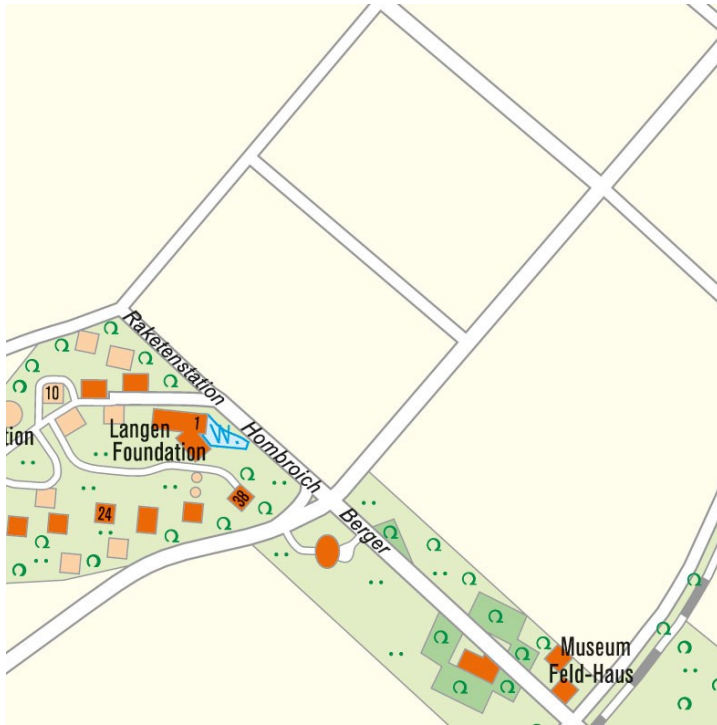 Raketenstation
Hombroich
Berger
10
1
W.
Langen
Foundation
tion
38
24
Museum
Feld-Haus